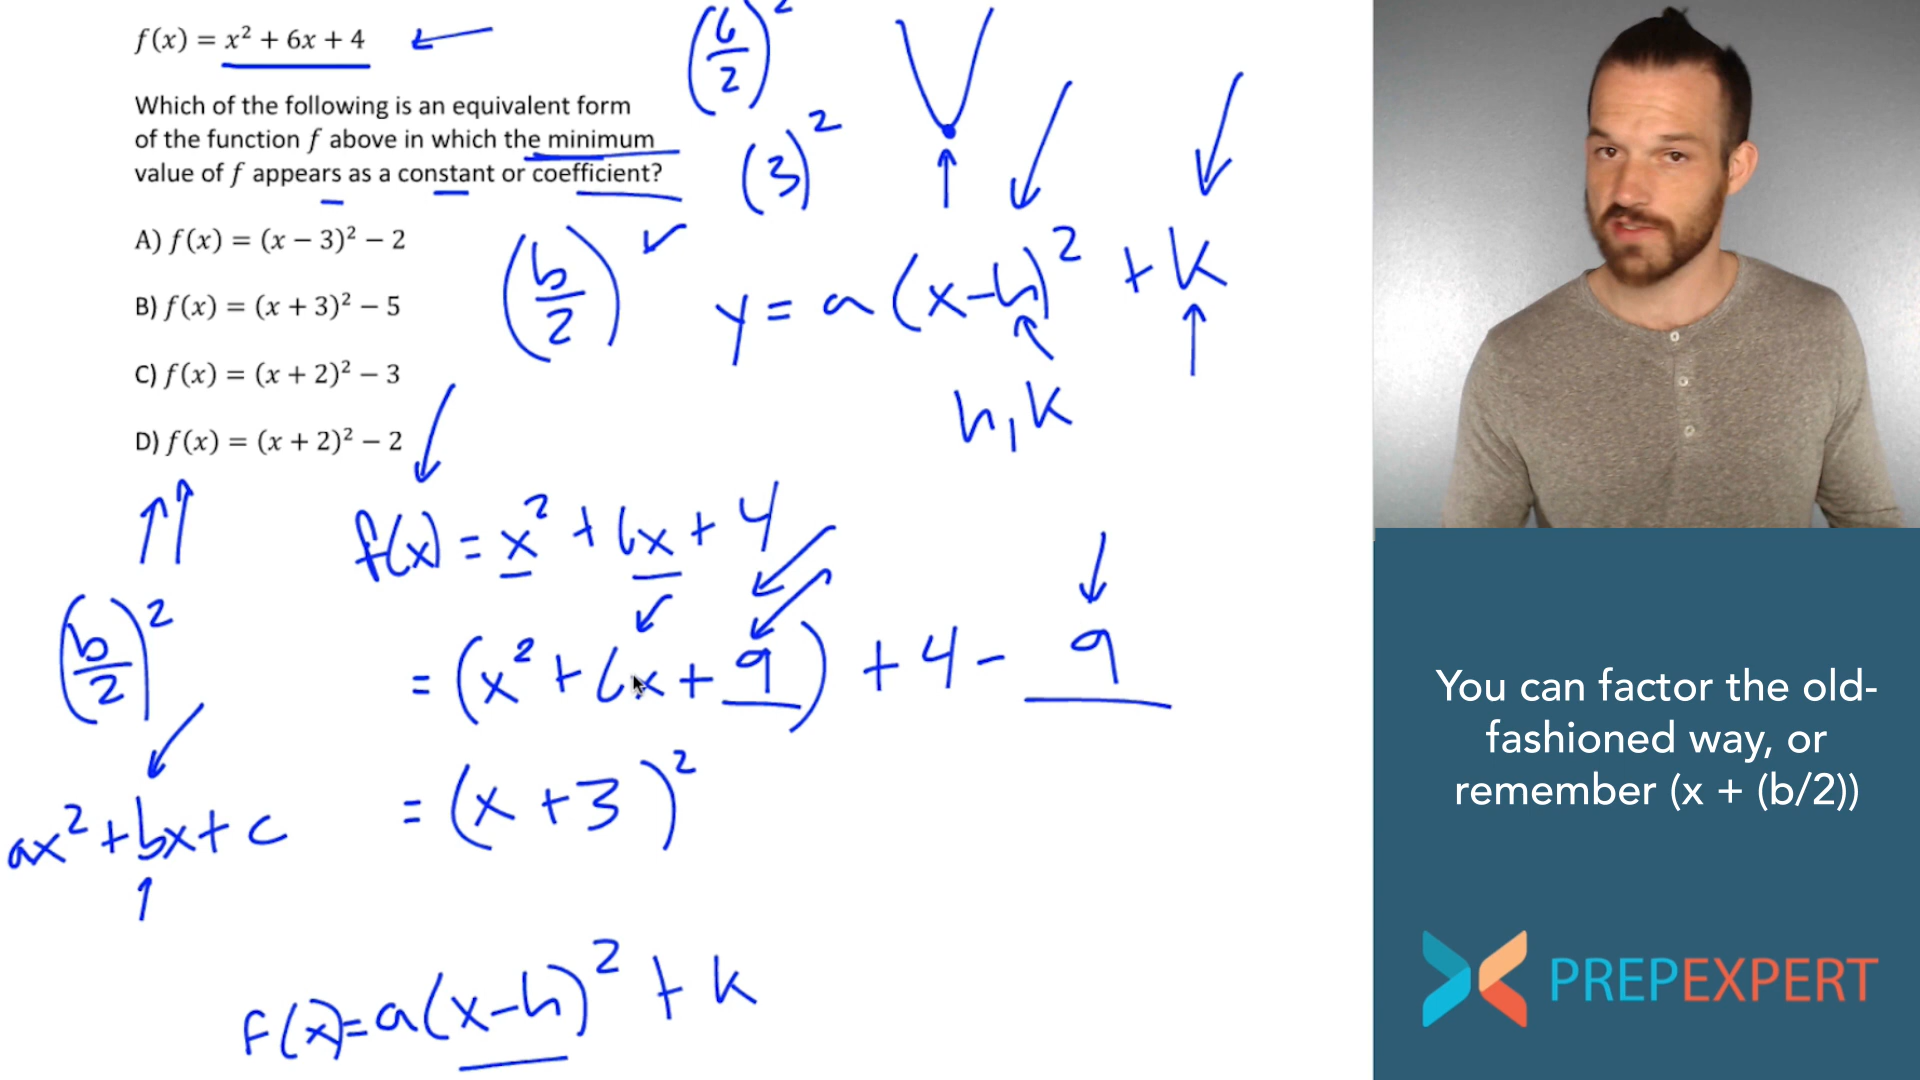 f(x) = x² + 6x + 4
Which of the following is an equivalent form
of the function f above in which the minimum
value of f appears as a constant or coefficient?
A) f(x) = (x − 3)² − 2
B) f(x) = (x + 3)² − 5
C) f(x) = (x + 2)² − 3
D) f(x) = (x + 2)² − 2
(6/2)²
(3)²
(b/2)
y = a(x-h)² + k
h,k
f(x) = x² + 6x + 4
= (x² + 6x + 9) + 4 - 9
(b/2)²
= (x + 3)²
ax² + bx + c
f(x) = a(x-h)² + k
You can factor the old-
fashioned way, or
remember (x + (b/2))
PREPEXPERT